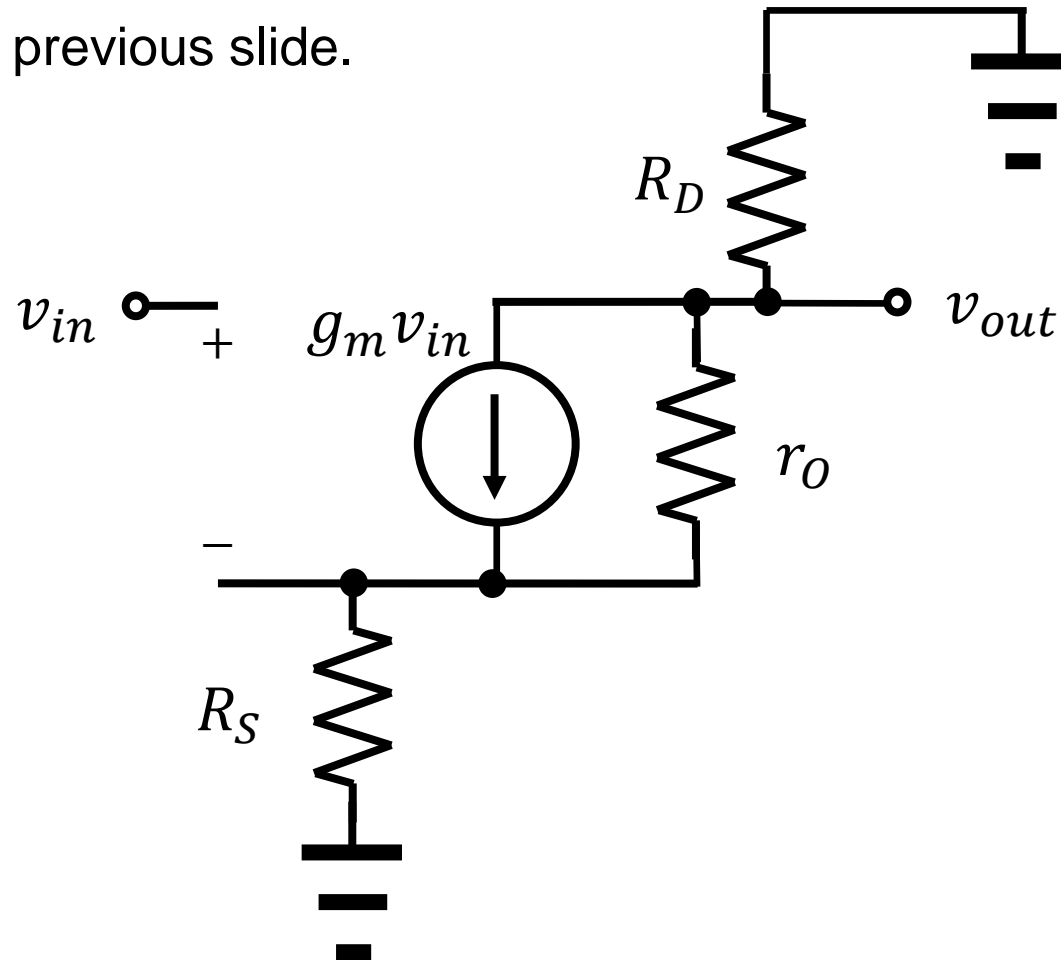 previous slide.
R_D
v_in
+
g_m v_in
v_out
r_O
−
R_S